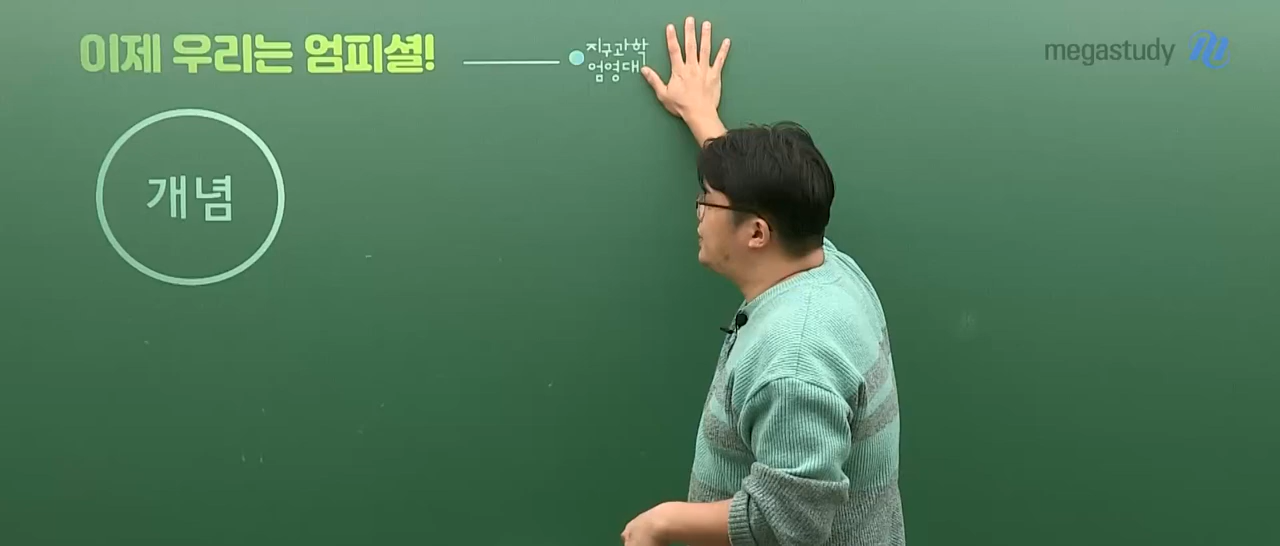 이제 우리는 엄피셜!
지구과학
엄영대
megastudy
개념